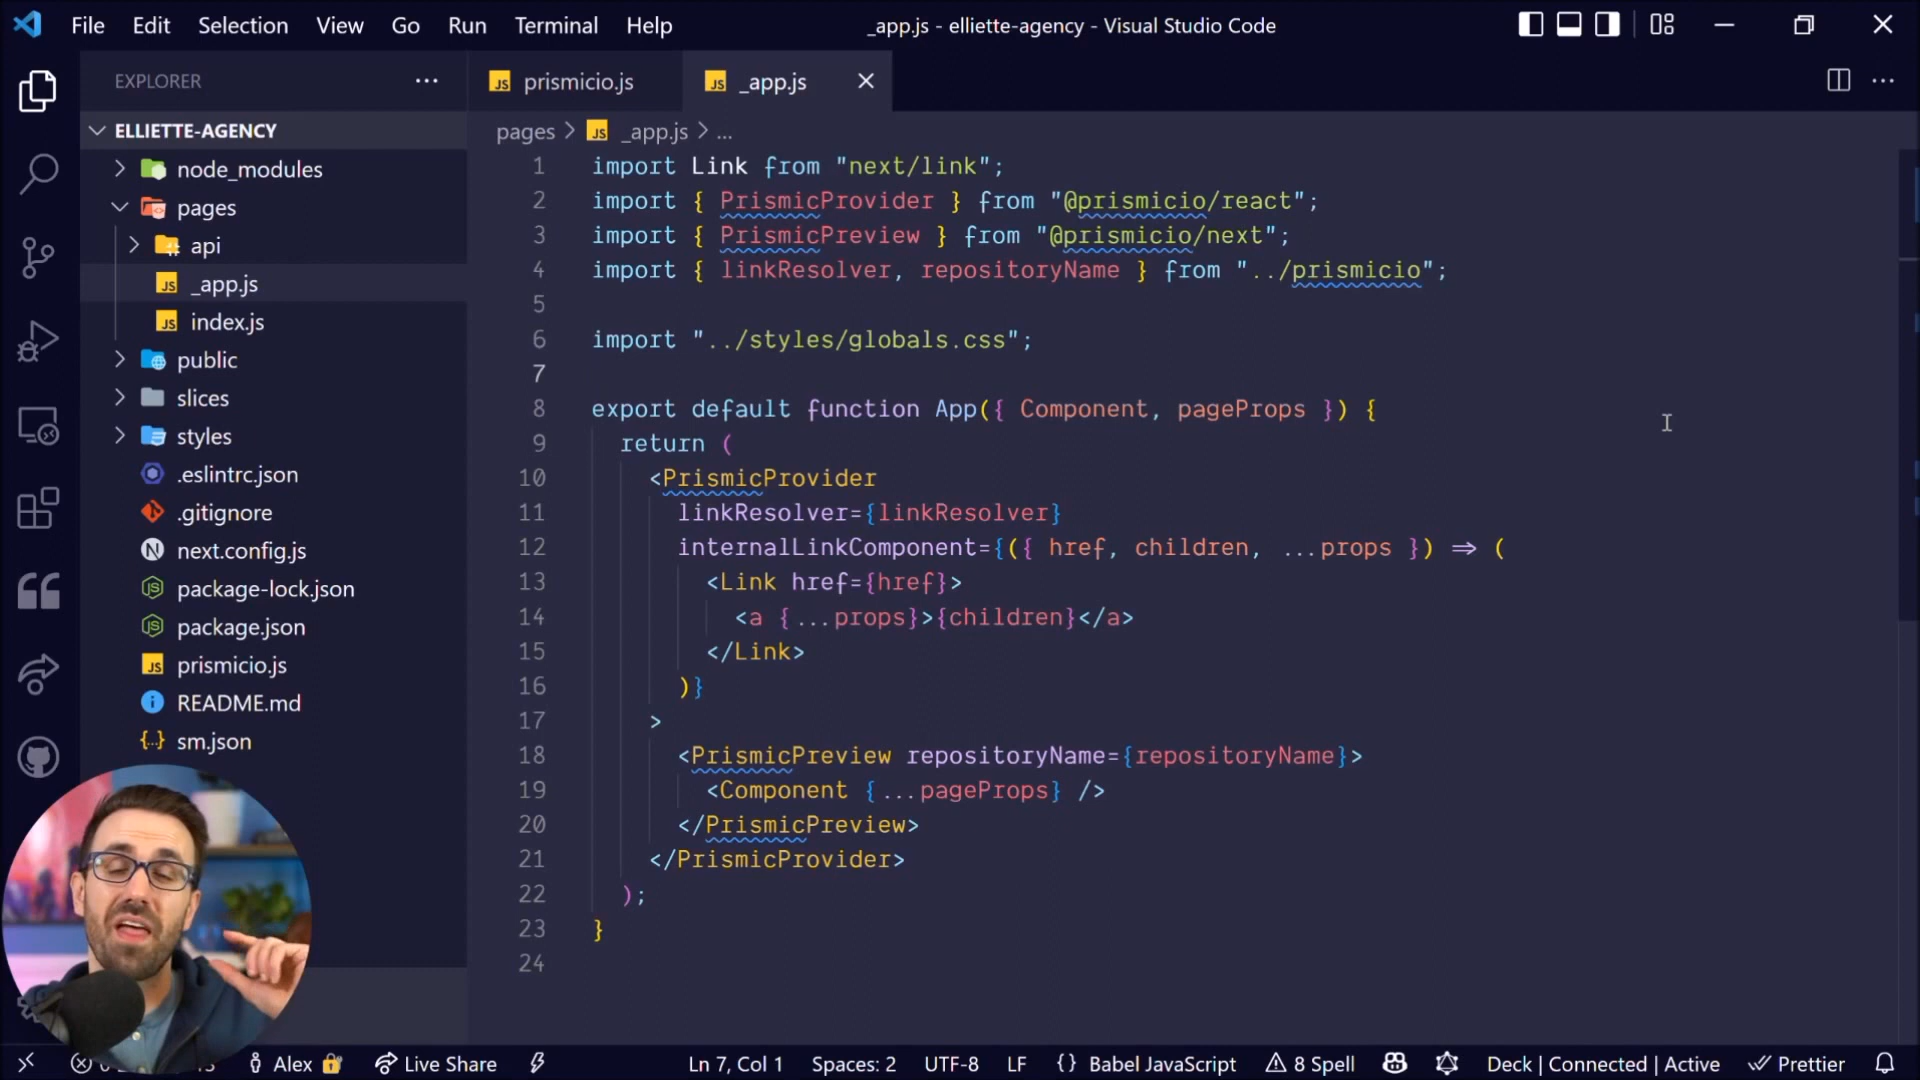 File Edit Selection View Go Run Terminal Help
_app.js - elliette-agency - Visual Studio Code
EXPLORER
ELLIETTE-AGENCY
node_modules
pages
api
_app.js
index.js
public
slices
styles
.eslintrc.json
.gitignore
next.config.js
package-lock.json
package.json
prismicio.js
README.md
sm.json
prismicio.js
_app.js
pages > _app.js > ...
1 import Link from "next/link";
2 import { PrismicProvider } from "@prismicio/react";
3 import { PrismicPreview } from "@prismicio/next";
4 import { linkResolver, repositoryName } from "../prismicio";
5
6 import "../styles/globals.css";
7
8 export default function App({ Component, pageProps }) {
9 return (
10 <PrismicProvider
11 linkResolver={linkResolver}
12 internalLinkComponent={({ href, children, ...props }) => (
13 <Link href={href}>
14 <a {...props}>{children}</a>
15 </Link>
16 )}
17 >
18 <PrismicPreview repositoryName={repositoryName}>
19 <Component {...pageProps} />
20 </PrismicPreview>
21 </PrismicProvider>
22 );
23 }
24
Alex Live Share Ln 7, Col 1 Spaces: 2 UTF-8 LF {} Babel JavaScript 8 Spell Deck | Connected | Active Prettier